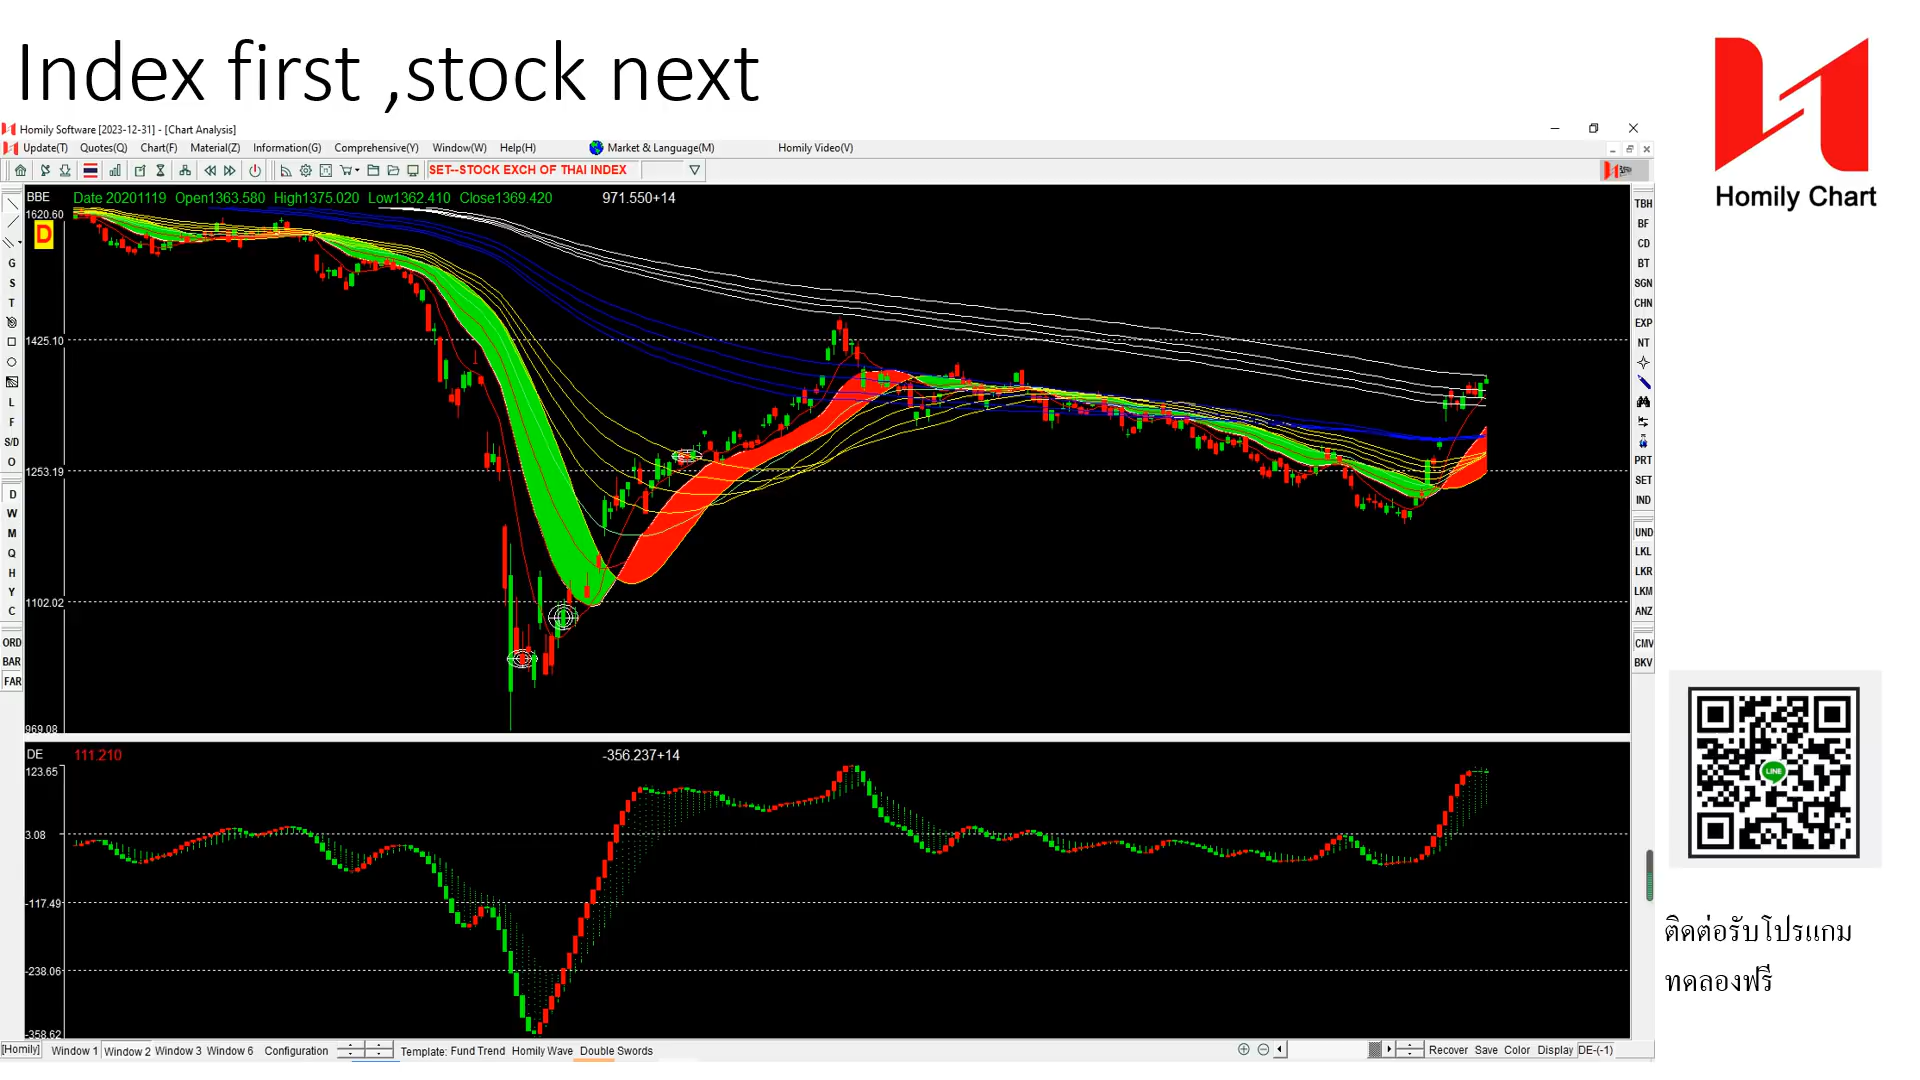 Index first ,stock next
Homily Chart
Homily Software [2023-12-31] - [Chart Analysis]
Update(T) Quotes(Q) Chart(F) Material(Z) Information(G) Comprehensive(Y) Window(W) Help(H) Market & Language(M) Homily Video(V)
SET--STOCK EXCH OF THAI INDEX
BBE Date 20201119 Open1363.580 High1375.020 Low1362.410 Close1369.420 971.550+14
1620.60
D
1425.10
1253.19
1102.02
969.08
DE 111.210 -356.237+14
123.65
3.08
-117.49
-238.06
-358.62
G
S
T
L
F
S/D
O
D
W
M
Q
H
Y
C
ORD
BAR
FAR
TBH
BF
CD
BT
SGN
CHN
EXP
NT
PRT
SET
IND
UND
LKL
LKR
LKM
ANZ
CMV
BKV
[Homily] Window 1 Window 2 Window 3 Window 6 Configuration Template: Fund Trend Homily Wave Double Swords Recover Save Color Display DE-(-1)
LINE
ติดต่อรับโปรแกม
ทดลองฟรี